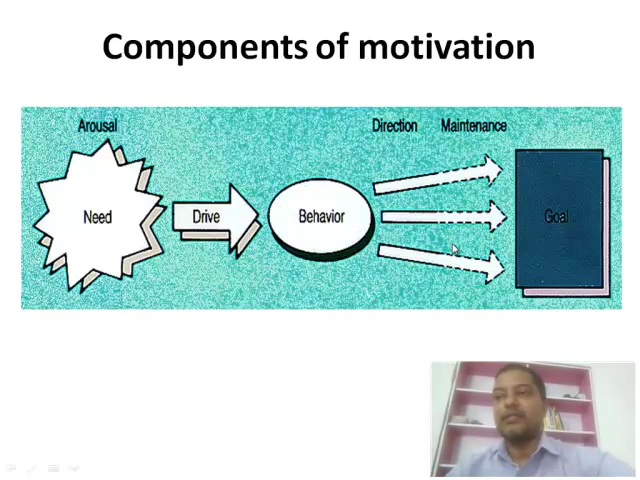 Components of motivation
Arousal
Direction
Maintenance
Need
Drive
Behavior
Goal